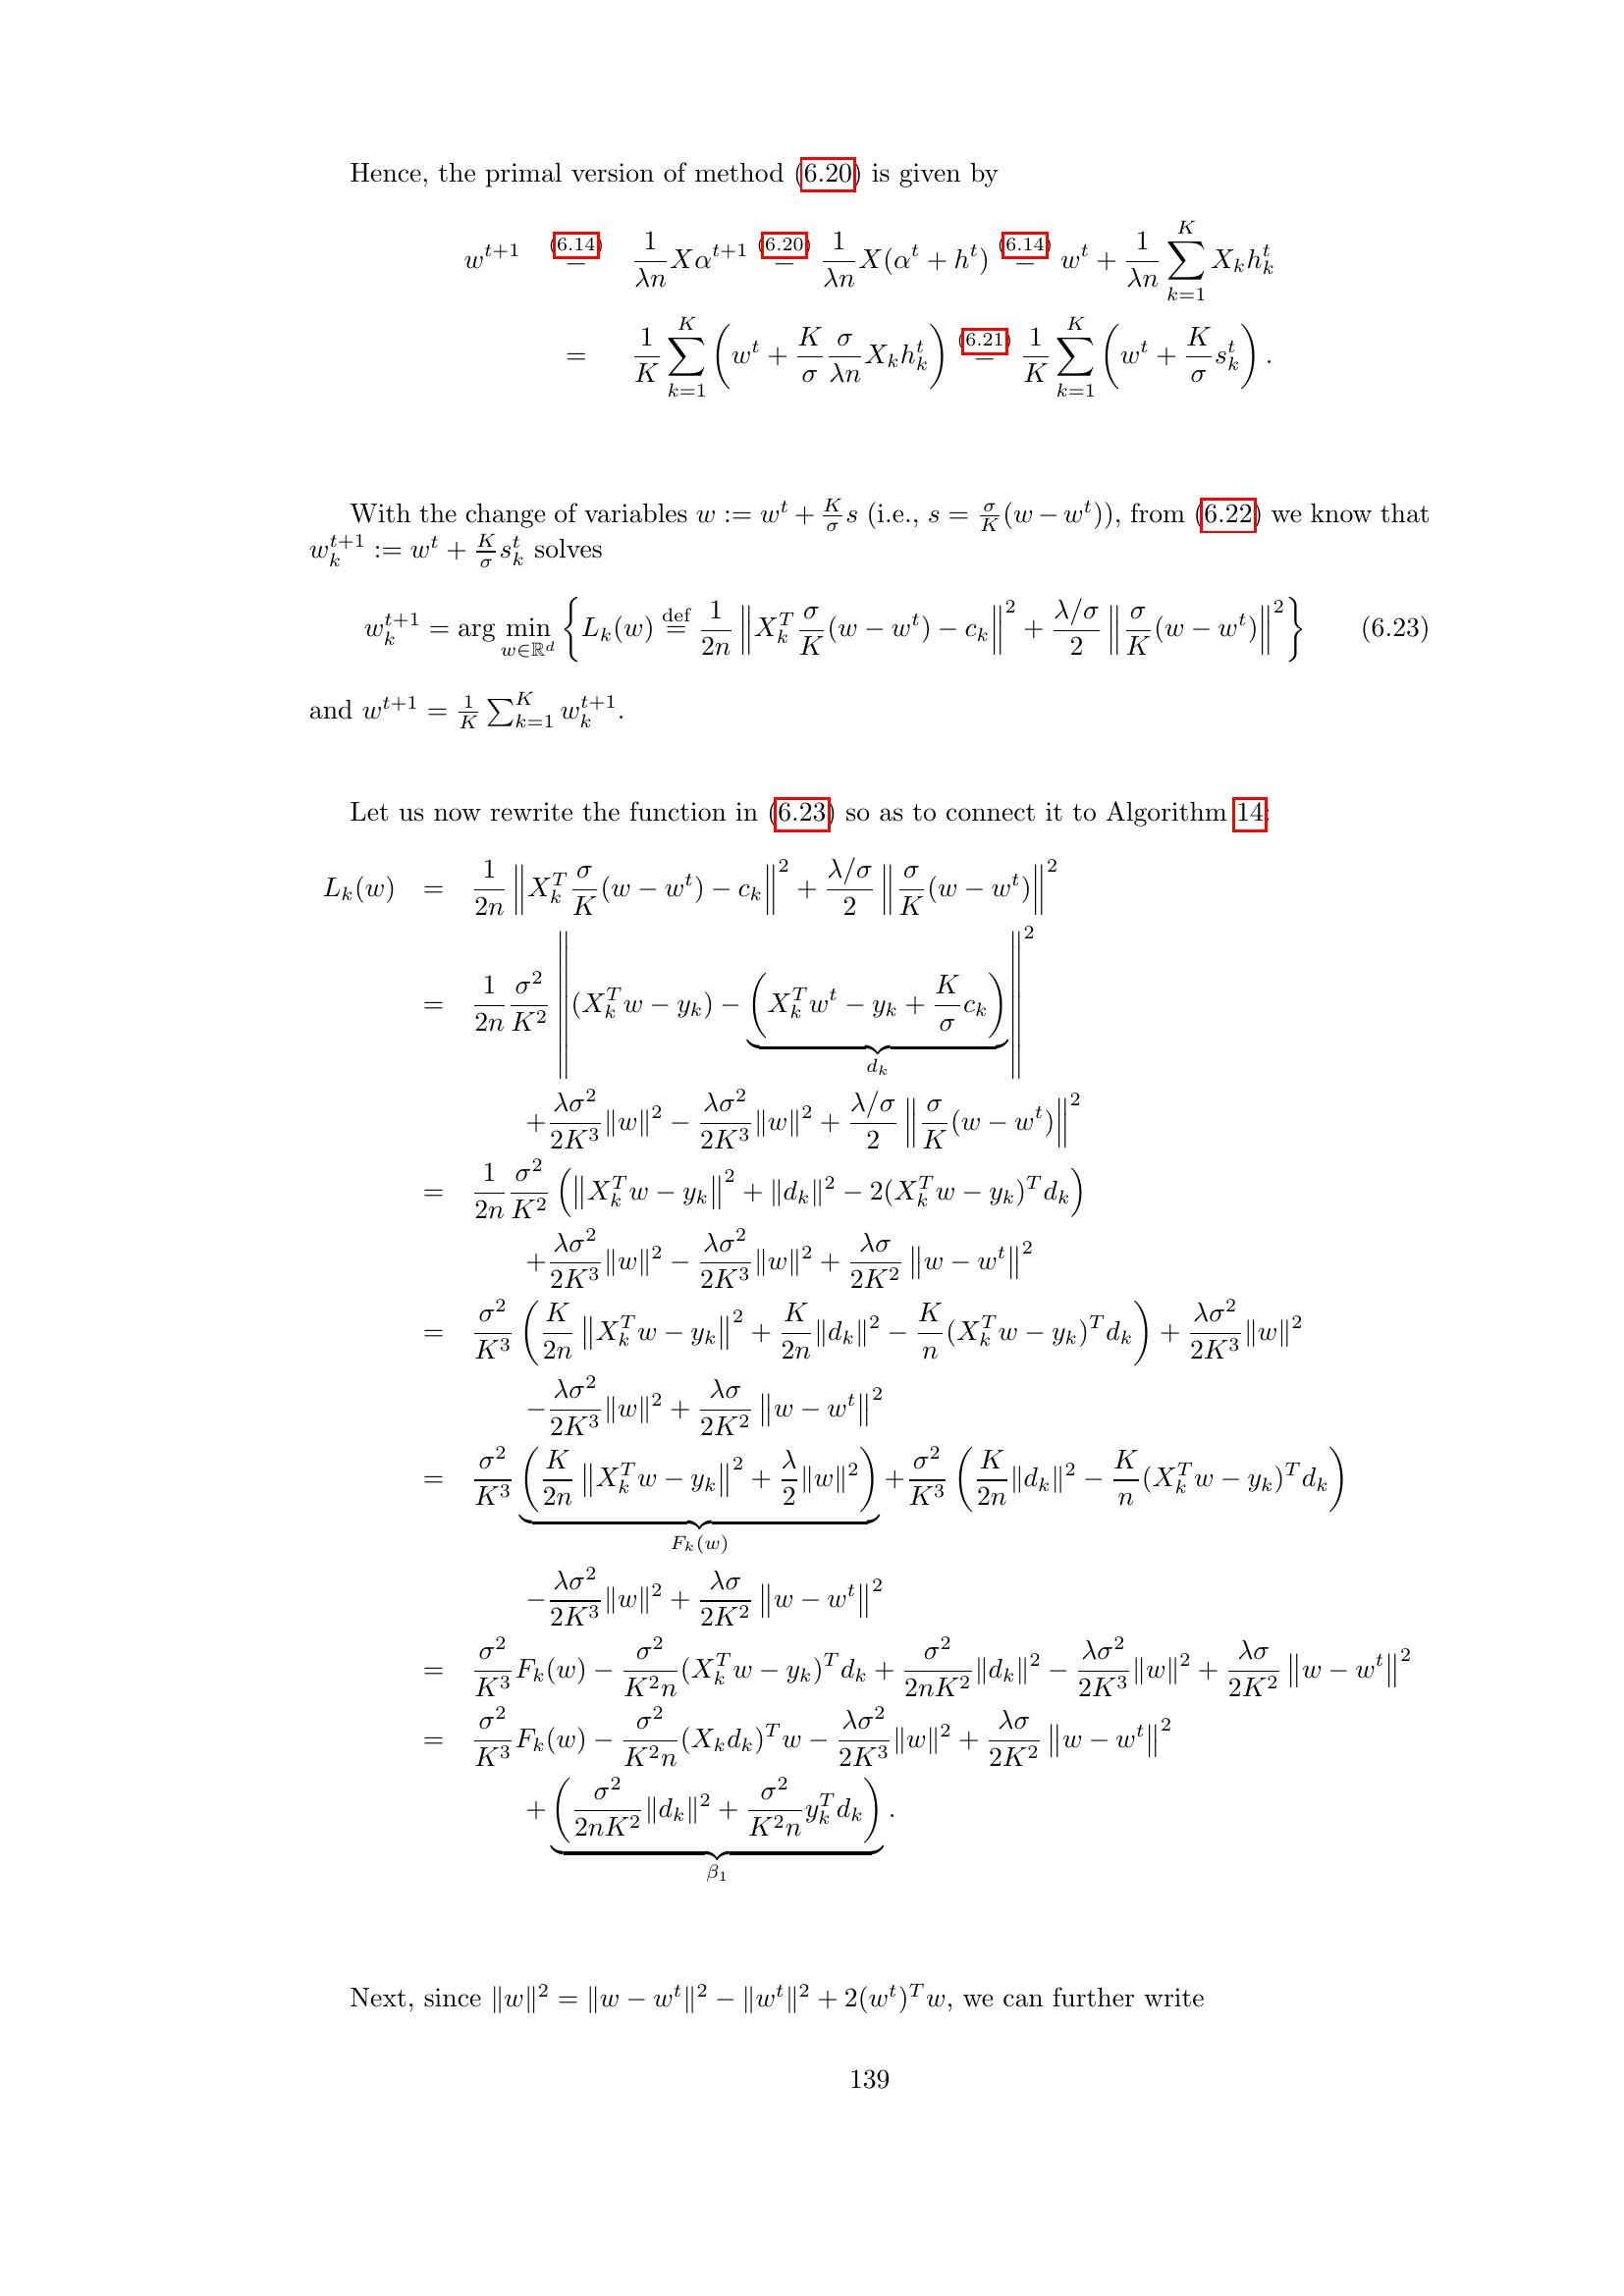 Hence, the primal version of method (6.20) is given by
$w^{t+1} \overset{(6.14)}{=} \frac{1}{\lambda n} X\alpha^{t+1} \overset{(6.20)}{=} \frac{1}{\lambda n} X(\alpha^t + h^t) \overset{(6.14)}{=} w^t + \frac{1}{\lambda n} \sum_{k=1}^{K} X_k h_k^t$
$= \frac{1}{K} \sum_{k=1}^{K} \left( w^t + \frac{K}{\sigma} \frac{\sigma}{\lambda n} X_k h_k^t \right) \overset{(6.21)}{=} \frac{1}{K} \sum_{k=1}^{K} \left( w^t + \frac{K}{\sigma} s_k^t \right).$
With the change of variables $w := w^t + \frac{K}{\sigma} s$ (i.e., $s = \frac{\sigma}{K}(w - w^t)$), from (6.22) we know that
$w_k^{t+1} := w^t + \frac{K}{\sigma} s_k^t$ solves
$w_k^{t+1} = \arg\min_{w \in \mathbb{R}^d} \left\{ L_k(w) \overset{\text{def}}{=} \frac{1}{2n} \left\| X_k^T \frac{\sigma}{K}(w - w^t) - c_k \right\|^2 + \frac{\lambda/\sigma}{2} \left\| \frac{\sigma}{K}(w - w^t) \right\|^2 \right\}$ (6.23)
and $w^{t+1} = \frac{1}{K} \sum_{k=1}^{K} w_k^{t+1}$.
Let us now rewrite the function in (6.23) so as to connect it to Algorithm 14:
$L_k(w) = \frac{1}{2n} \left\| X_k^T \frac{\sigma}{K}(w - w^t) - c_k \right\|^2 + \frac{\lambda/\sigma}{2} \left\| \frac{\sigma}{K}(w - w^t) \right\|^2$
$= \frac{1}{2n} \frac{\sigma^2}{K^2} \left\| (X_k^T w - y_k) - \underbrace{\left( X_k^T w^t - y_k + \frac{K}{\sigma} c_k \right)}_{d_k} \right\|^2$
$+ \frac{\lambda\sigma^2}{2K^3} \|w\|^2 - \frac{\lambda\sigma^2}{2K^3} \|w\|^2 + \frac{\lambda/\sigma}{2} \left\| \frac{\sigma}{K}(w - w^t) \right\|^2$
$= \frac{1}{2n} \frac{\sigma^2}{K^2} \left( \left\| X_k^T w - y_k \right\|^2 + \|d_k\|^2 - 2(X_k^T w - y_k)^T d_k \right)$
$+ \frac{\lambda\sigma^2}{2K^3} \|w\|^2 - \frac{\lambda\sigma^2}{2K^3} \|w\|^2 + \frac{\lambda\sigma}{2K^2} \left\| w - w^t \right\|^2$
$= \frac{\sigma^2}{K^3} \left( \frac{K}{2n} \left\| X_k^T w - y_k \right\|^2 + \frac{K}{2n} \|d_k\|^2 - \frac{K}{n}(X_k^T w - y_k)^T d_k \right) + \frac{\lambda\sigma^2}{2K^3} \|w\|^2$
$- \frac{\lambda\sigma^2}{2K^3} \|w\|^2 + \frac{\lambda\sigma}{2K^2} \left\| w - w^t \right\|^2$
$= \frac{\sigma^2}{K^3} \underbrace{\left( \frac{K}{2n} \left\| X_k^T w - y_k \right\|^2 + \frac{\lambda}{2} \|w\|^2 \right)}_{F_k(w)} + \frac{\sigma^2}{K^3} \left( \frac{K}{2n} \|d_k\|^2 - \frac{K}{n}(X_k^T w - y_k)^T d_k \right)$
$- \frac{\lambda\sigma^2}{2K^3} \|w\|^2 + \frac{\lambda\sigma}{2K^2} \left\| w - w^t \right\|^2$
$= \frac{\sigma^2}{K^3} F_k(w) - \frac{\sigma^2}{K^2 n}(X_k^T w - y_k)^T d_k + \frac{\sigma^2}{2nK^2} \|d_k\|^2 - \frac{\lambda\sigma^2}{2K^3} \|w\|^2 + \frac{\lambda\sigma}{2K^2} \left\| w - w^t \right\|^2$
$= \frac{\sigma^2}{K^3} F_k(w) - \frac{\sigma^2}{K^2 n}(X_k d_k)^T w - \frac{\lambda\sigma^2}{2K^3} \|w\|^2 + \frac{\lambda\sigma}{2K^2} \left\| w - w^t \right\|^2$
$+ \underbrace{\left( \frac{\sigma^2}{2nK^2} \|d_k\|^2 + \frac{\sigma^2}{K^2 n} y_k^T d_k \right)}_{\beta_1}.$
Next, since $\|w\|^2 = \|w - w^t\|^2 - \|w^t\|^2 + 2(w^t)^T w$, we can further write
139